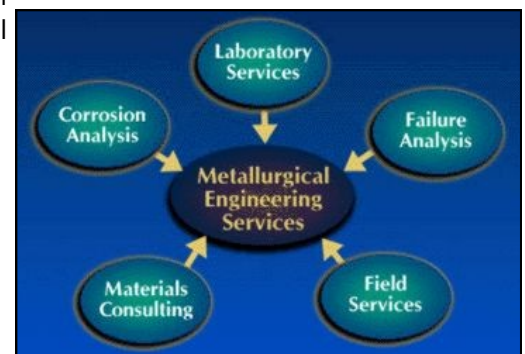 Laboratory
Services
Corrosion
Analysis
Failure
Analysis
Metallurgical
Engineering
Services
Materials
Consulting
Field
Services